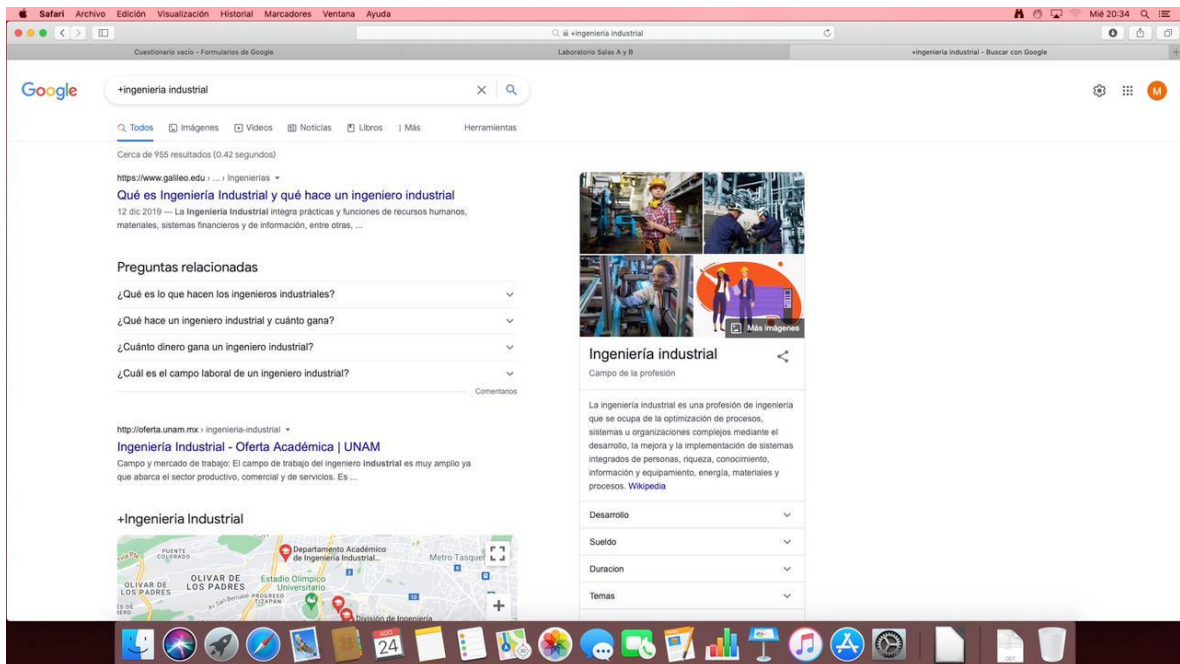 Safari Archivo Edición Visualización Historial Marcadores Ventana Ayuda
Mié 20:34
+ingenieria industrial
Cuestionario vacío - Formularios de Google
Laboratorio Salas A y B
+ingenieria industrial - Buscar con Google
Google
+ingenieria industrial
M
Todos Imágenes Videos Noticias Libros Más Herramientas
Cerca de 955 resultados (0.42 segundos)
https://www.galileo.edu › ... › Ingenierías
Qué es Ingeniería Industrial y qué hace un ingeniero industrial
12 dic 2019 — La Ingeniería Industrial integra prácticas y funciones de recursos humanos,
materiales, sistemas financieros y de información, entre otras, ...
Preguntas relacionadas
¿Qué es lo que hacen los ingenieros industriales?
¿Qué hace un ingeniero industrial y cuánto gana?
¿Cuánto dinero gana un ingeniero industrial?
¿Cuál es el campo laboral de un ingeniero industrial?
Comentarios
http://oferta.unam.mx › ingenieria-industrial
Ingeniería Industrial - Oferta Académica | UNAM
Campo y mercado de trabajo: El campo de trabajo del ingeniero industrial es muy amplio ya
que abarca el sector productivo, comercial y de servicios. Es ...
+Ingenieria Industrial
PUENTE
COLORADO
Departamento Académico
de Ingeniería Industrial...
Metro Tasqueñ
OLIVAR DE
LOS PADRES
OLIVAR DE
LOS PADRES
Estadio Olímpico
Universitario
Av San Bernabé
PROGRESO
TIZAPÁN
División de Ingeniería
Más imágenes
Ingeniería industrial
Campo de la profesión
La ingeniería industrial es una profesión de ingeniería
que se ocupa de la optimización de procesos,
sistemas u organizaciones complejos mediante el
desarrollo, la mejora y la implementación de sistemas
integrados de personas, riqueza, conocimiento,
información y equipamiento, energía, materiales y
procesos. Wikipedia
Desarrollo
Sueldo
Duracion
Temas
AGO
24
ODT